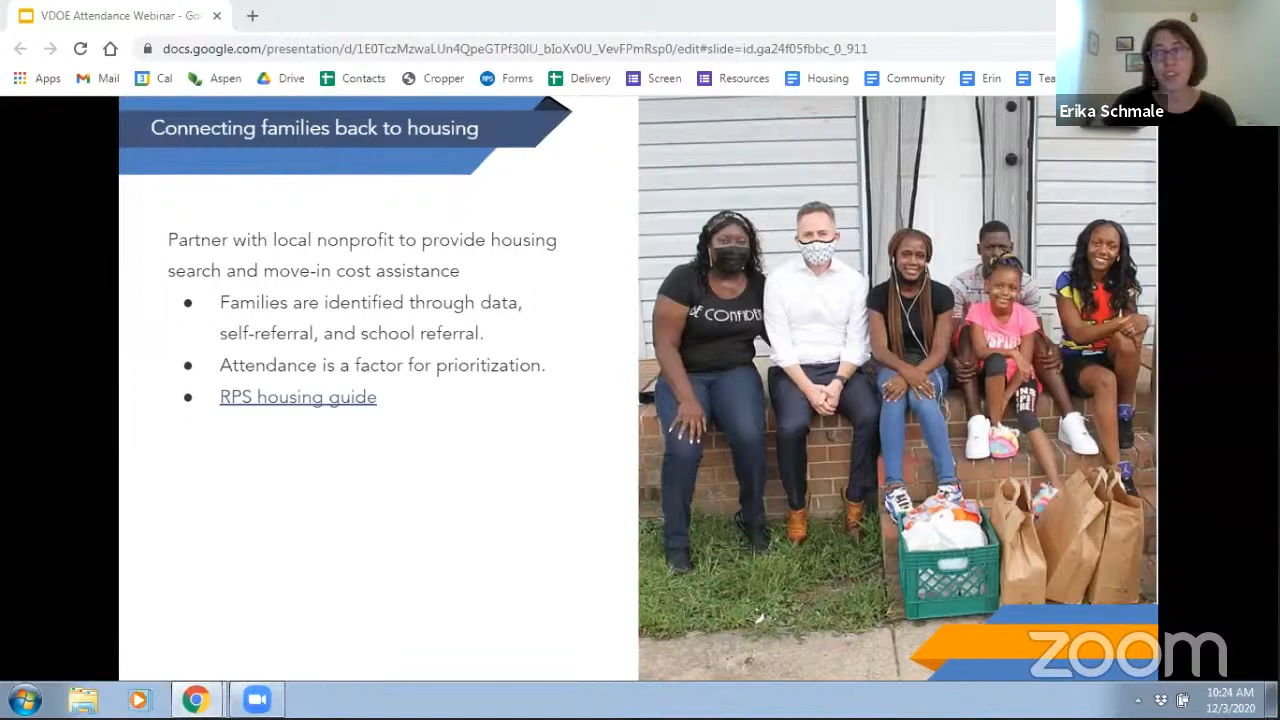 VDOE Attendance Webinar - Go
docs.google.com/presentation/d/1E0TczMzwaLUn4QpeGTPf30IU_bIoXv0U_VevFPmRsp0/edit#slide=id.ga24f05fbbc_0_911
Apps Mail Cal Aspen Drive Contacts Cropper Forms Delivery Screen Resources Housing Community Erin Tea
Erika Schmale
Connecting families back to housing
Partner with local nonprofit to provide housing
search and move-in cost assistance
● Families are identified through data,
self-referral, and school referral.
● Attendance is a factor for prioritization.
● RPS housing guide
BE CONFIDENT
zoom
10:24 AM
12/3/2020